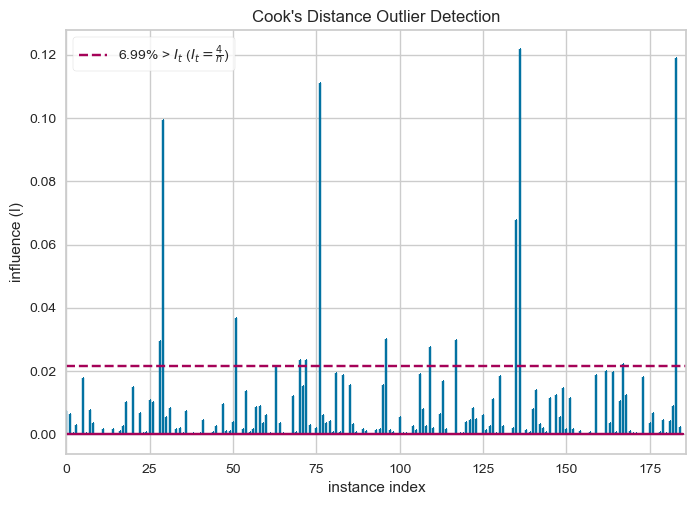 Cook's Distance Outlier Detection
6.99% > I_t (I_t = 4/n)
influence (I)
0.12
0.10
0.08
0.06
0.04
0.02
0.00
0 25 50 75 100 125 150 175
instance index